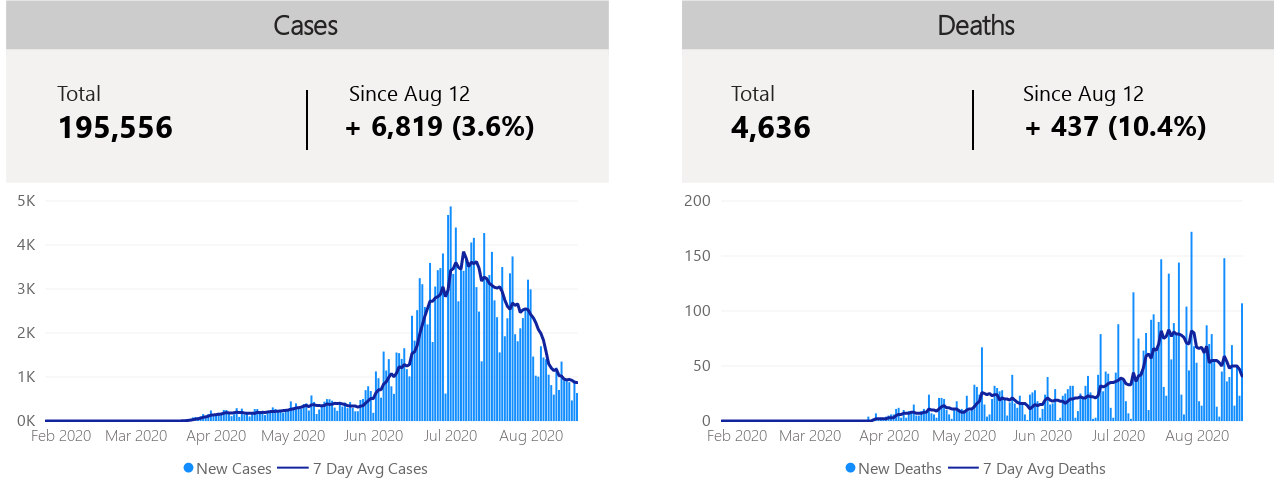 Cases
Total
195,556
Since Aug 12
+ 6,819 (3.6%)
5K
4K
3K
2K
1K
0K
Feb 2020 Mar 2020 Apr 2020 May 2020 Jun 2020 Jul 2020 Aug 2020
New Cases 7 Day Avg Cases
Deaths
Total
4,636
Since Aug 12
+ 437 (10.4%)
200
150
100
50
0
Feb 2020 Mar 2020 Apr 2020 May 2020 Jun 2020 Jul 2020 Aug 2020
New Deaths 7 Day Avg Deaths